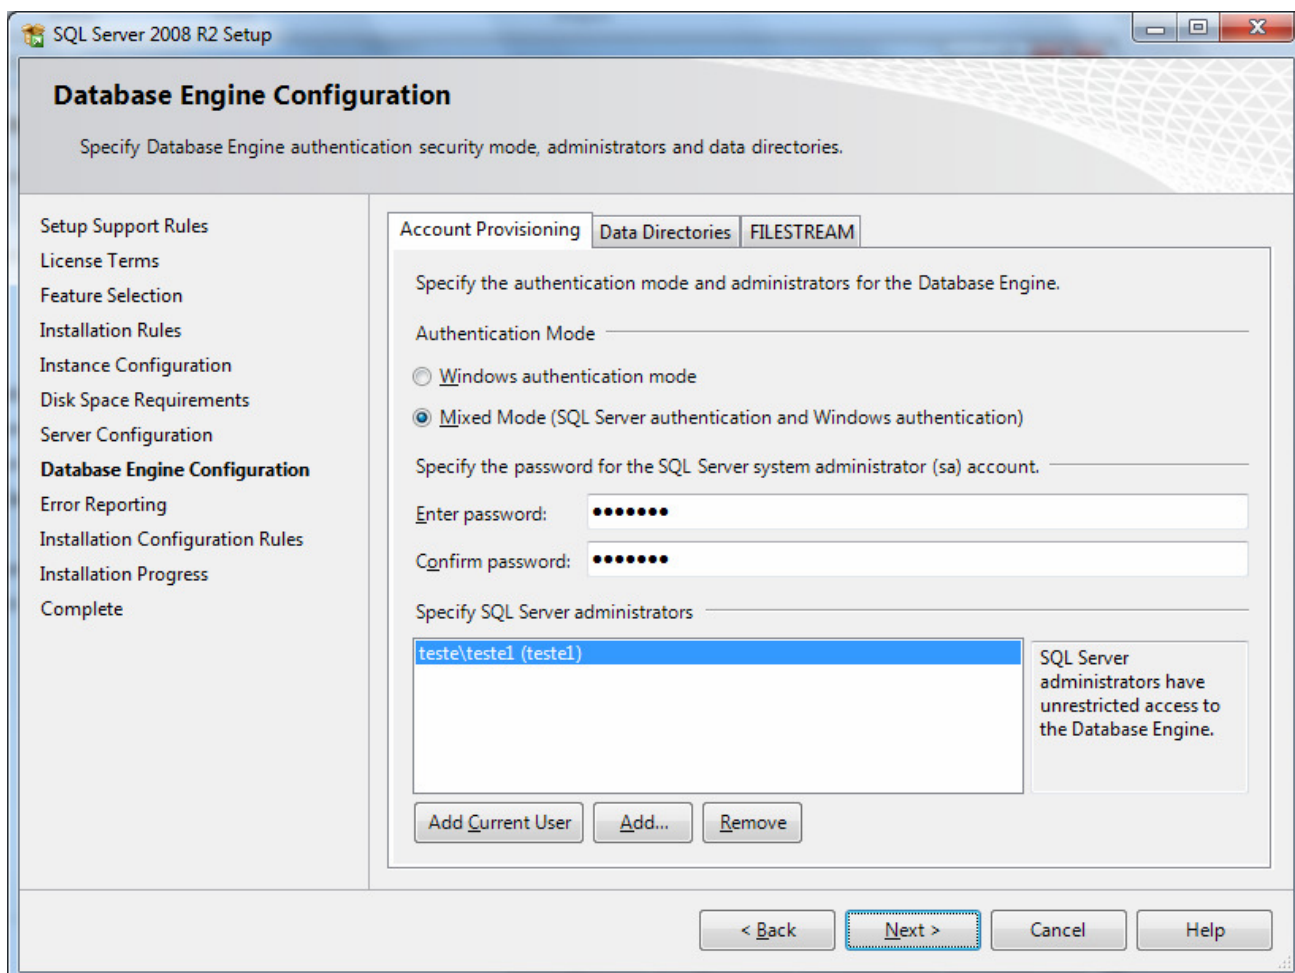 SQL Server 2008 R2 Setup
Database Engine Configuration
Specify Database Engine authentication security mode, administrators and data directories.
Setup Support Rules
License Terms
Feature Selection
Installation Rules
Instance Configuration
Disk Space Requirements
Server Configuration
Database Engine Configuration
Error Reporting
Installation Configuration Rules
Installation Progress
Complete
Account Provisioning
Data Directories
FILESTREAM
Specify the authentication mode and administrators for the Database Engine.
Authentication Mode
Windows authentication mode
Mixed Mode (SQL Server authentication and Windows authentication)
Specify the password for the SQL Server system administrator (sa) account.
Enter password: ●●●●●●●
Confirm password: ●●●●●●●
Specify SQL Server administrators
teste\teste1 (teste1)
SQL Server
administrators have
unrestricted access to
the Database Engine.
Add Current User
Add...
Remove
< Back
Next >
Cancel
Help